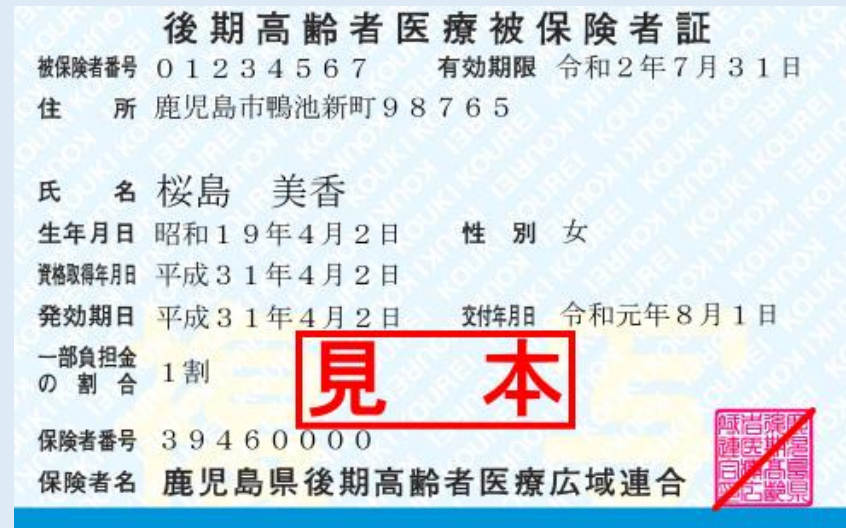 後期高齢者医療被保険者証
被保険者番号 01234567 有効期限 令和2年7月31日
住所 鹿児島市鴨池新町98765
氏名 桜島 美香
生年月日 昭和19年4月2日 性別 女
資格取得年月日 平成31年4月2日
発効期日 平成31年4月2日 交付年月日 令和元年8月1日
一部負担金
の割合 1割
見本
保険者番号 39460000
保険者名 鹿児島県後期高齢者医療広域連合